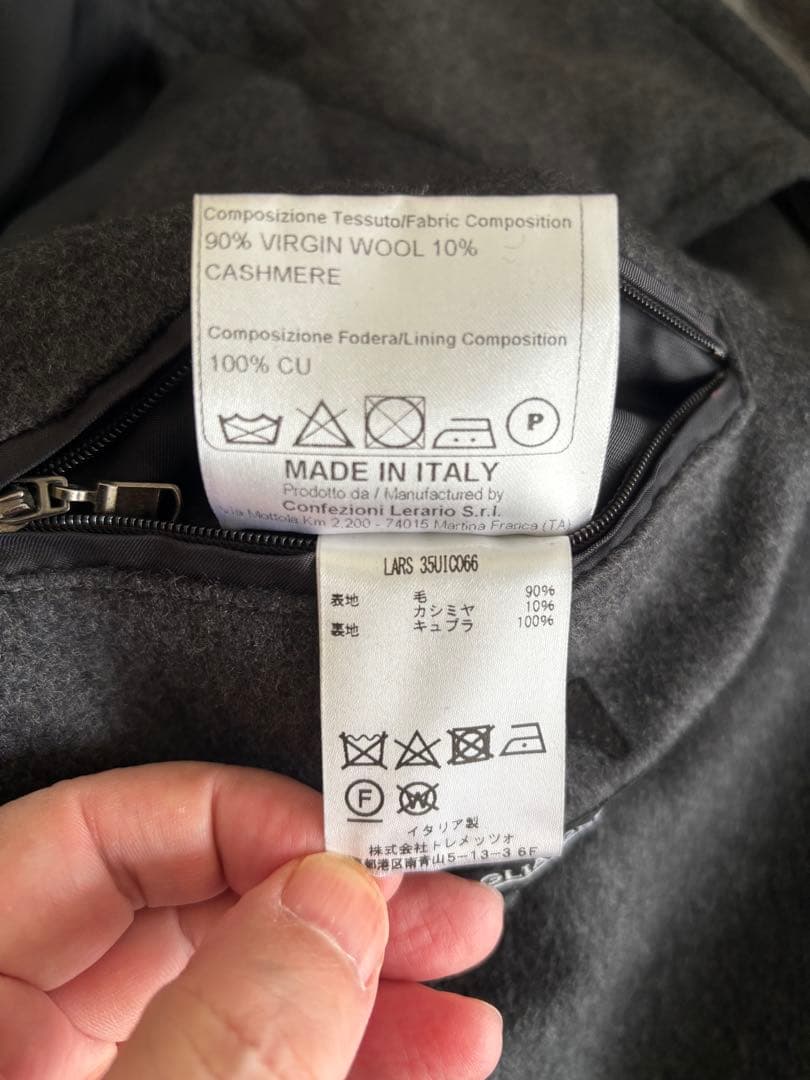 Composizione Tessuto/Fabric Composition
90% VIRGIN WOOL 10%
CASHMERE
Composizione Fodera/Lining Composition
100% CU
P
MADE IN ITALY
Prodotto da / Manufactured by
Confezioni Lerario S.r.l.
Via Mottola Km 2,200 - 74015 Martina Franca (TA)
LARS 35UIC066
表地 毛 90%
カシミヤ 10%
裏地 キュプラ 100%
F W
イタリア製
株式会社トレメッツォ
都港区南青山5-13-3 6F